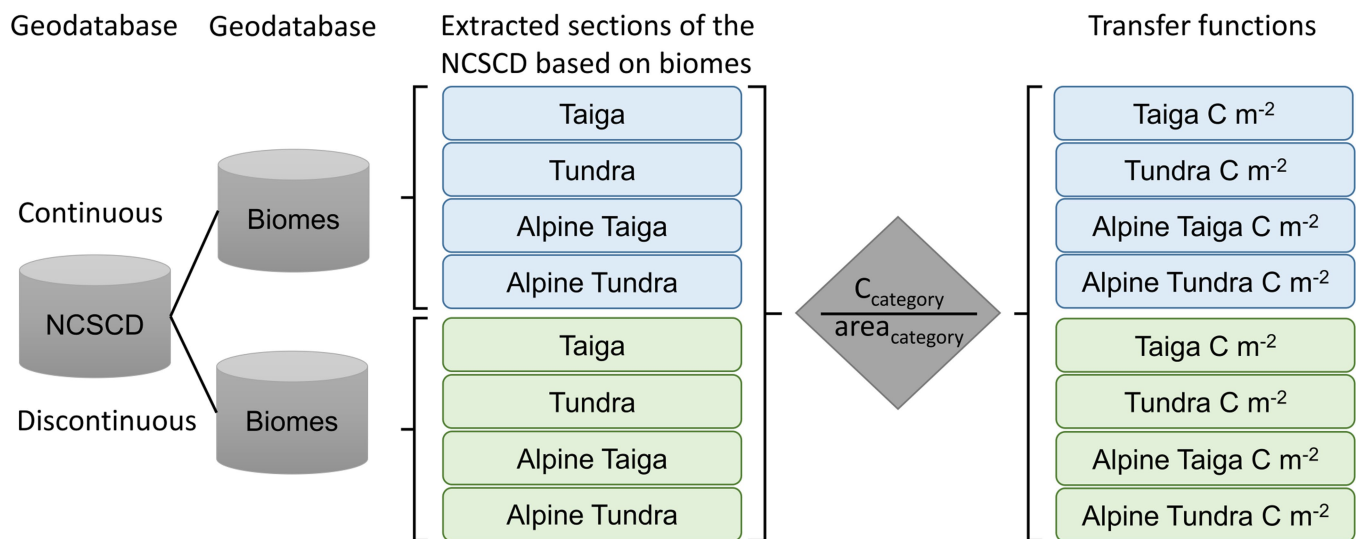 Geodatabase
Geodatabase
Extracted sections of the
NCSCD based on biomes
Transfer functions
Continuous
NCSCD
Discontinuous
Biomes
Biomes
Taiga
Tundra
Alpine Taiga
Alpine Tundra
Taiga
Tundra
Alpine Taiga
Alpine Tundra
C_category
area_category
Taiga C m⁻²
Tundra C m⁻²
Alpine Taiga C m⁻²
Alpine Tundra C m⁻²
Taiga C m⁻²
Tundra C m⁻²
Alpine Taiga C m⁻²
Alpine Tundra C m⁻²